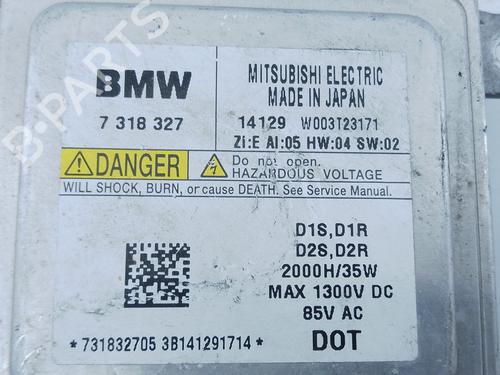 BMW
7 318 327
MITSUBISHI ELECTRIC
MADE IN JAPAN
14129 W003T23171
ZI:E AI:05 HW:04 SW:02
DANGER
Do not open.
HAZARDOUS VOLTAGE
WILL SHOCK, BURN, or cause DEATH. See Service Manual.
D1S,D1R
D2S,D2R
2000H/35W
MAX 1300V DC
85V AC
*731832705 3B141291714*
DOT
B-PARTS